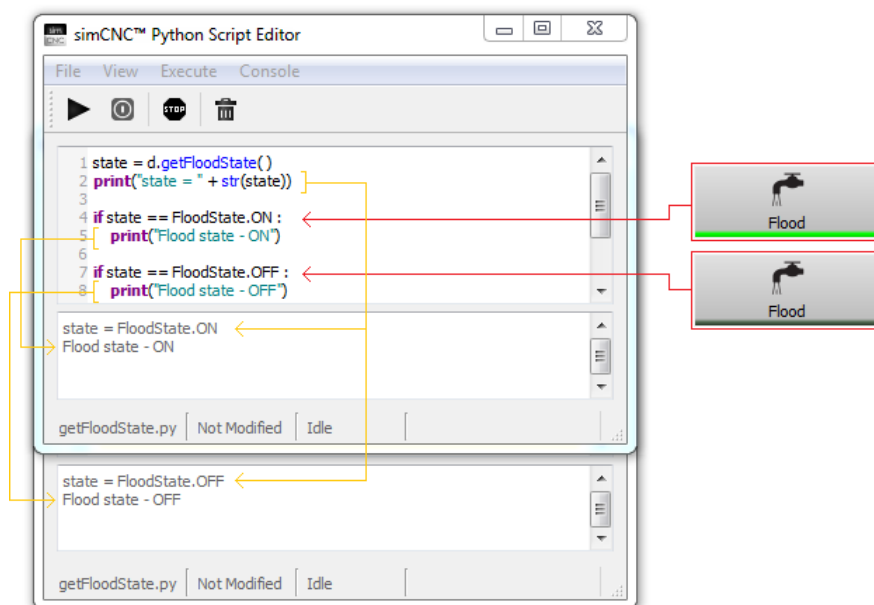 simCNC™ Python Script Editor
File View Execute Console
STOP
1 state = d.getFloodState( )
2 print("state = " + str(state))
3
4 if state == FloodState.ON :
5 print("Flood state - ON")
6
7 if state == FloodState.OFF :
8 print("Flood state - OFF")
state = FloodState.ON
Flood state - ON
getFloodState.py Not Modified Idle
state = FloodState.OFF
Flood state - OFF
getFloodState.py Not Modified Idle
Flood
Flood